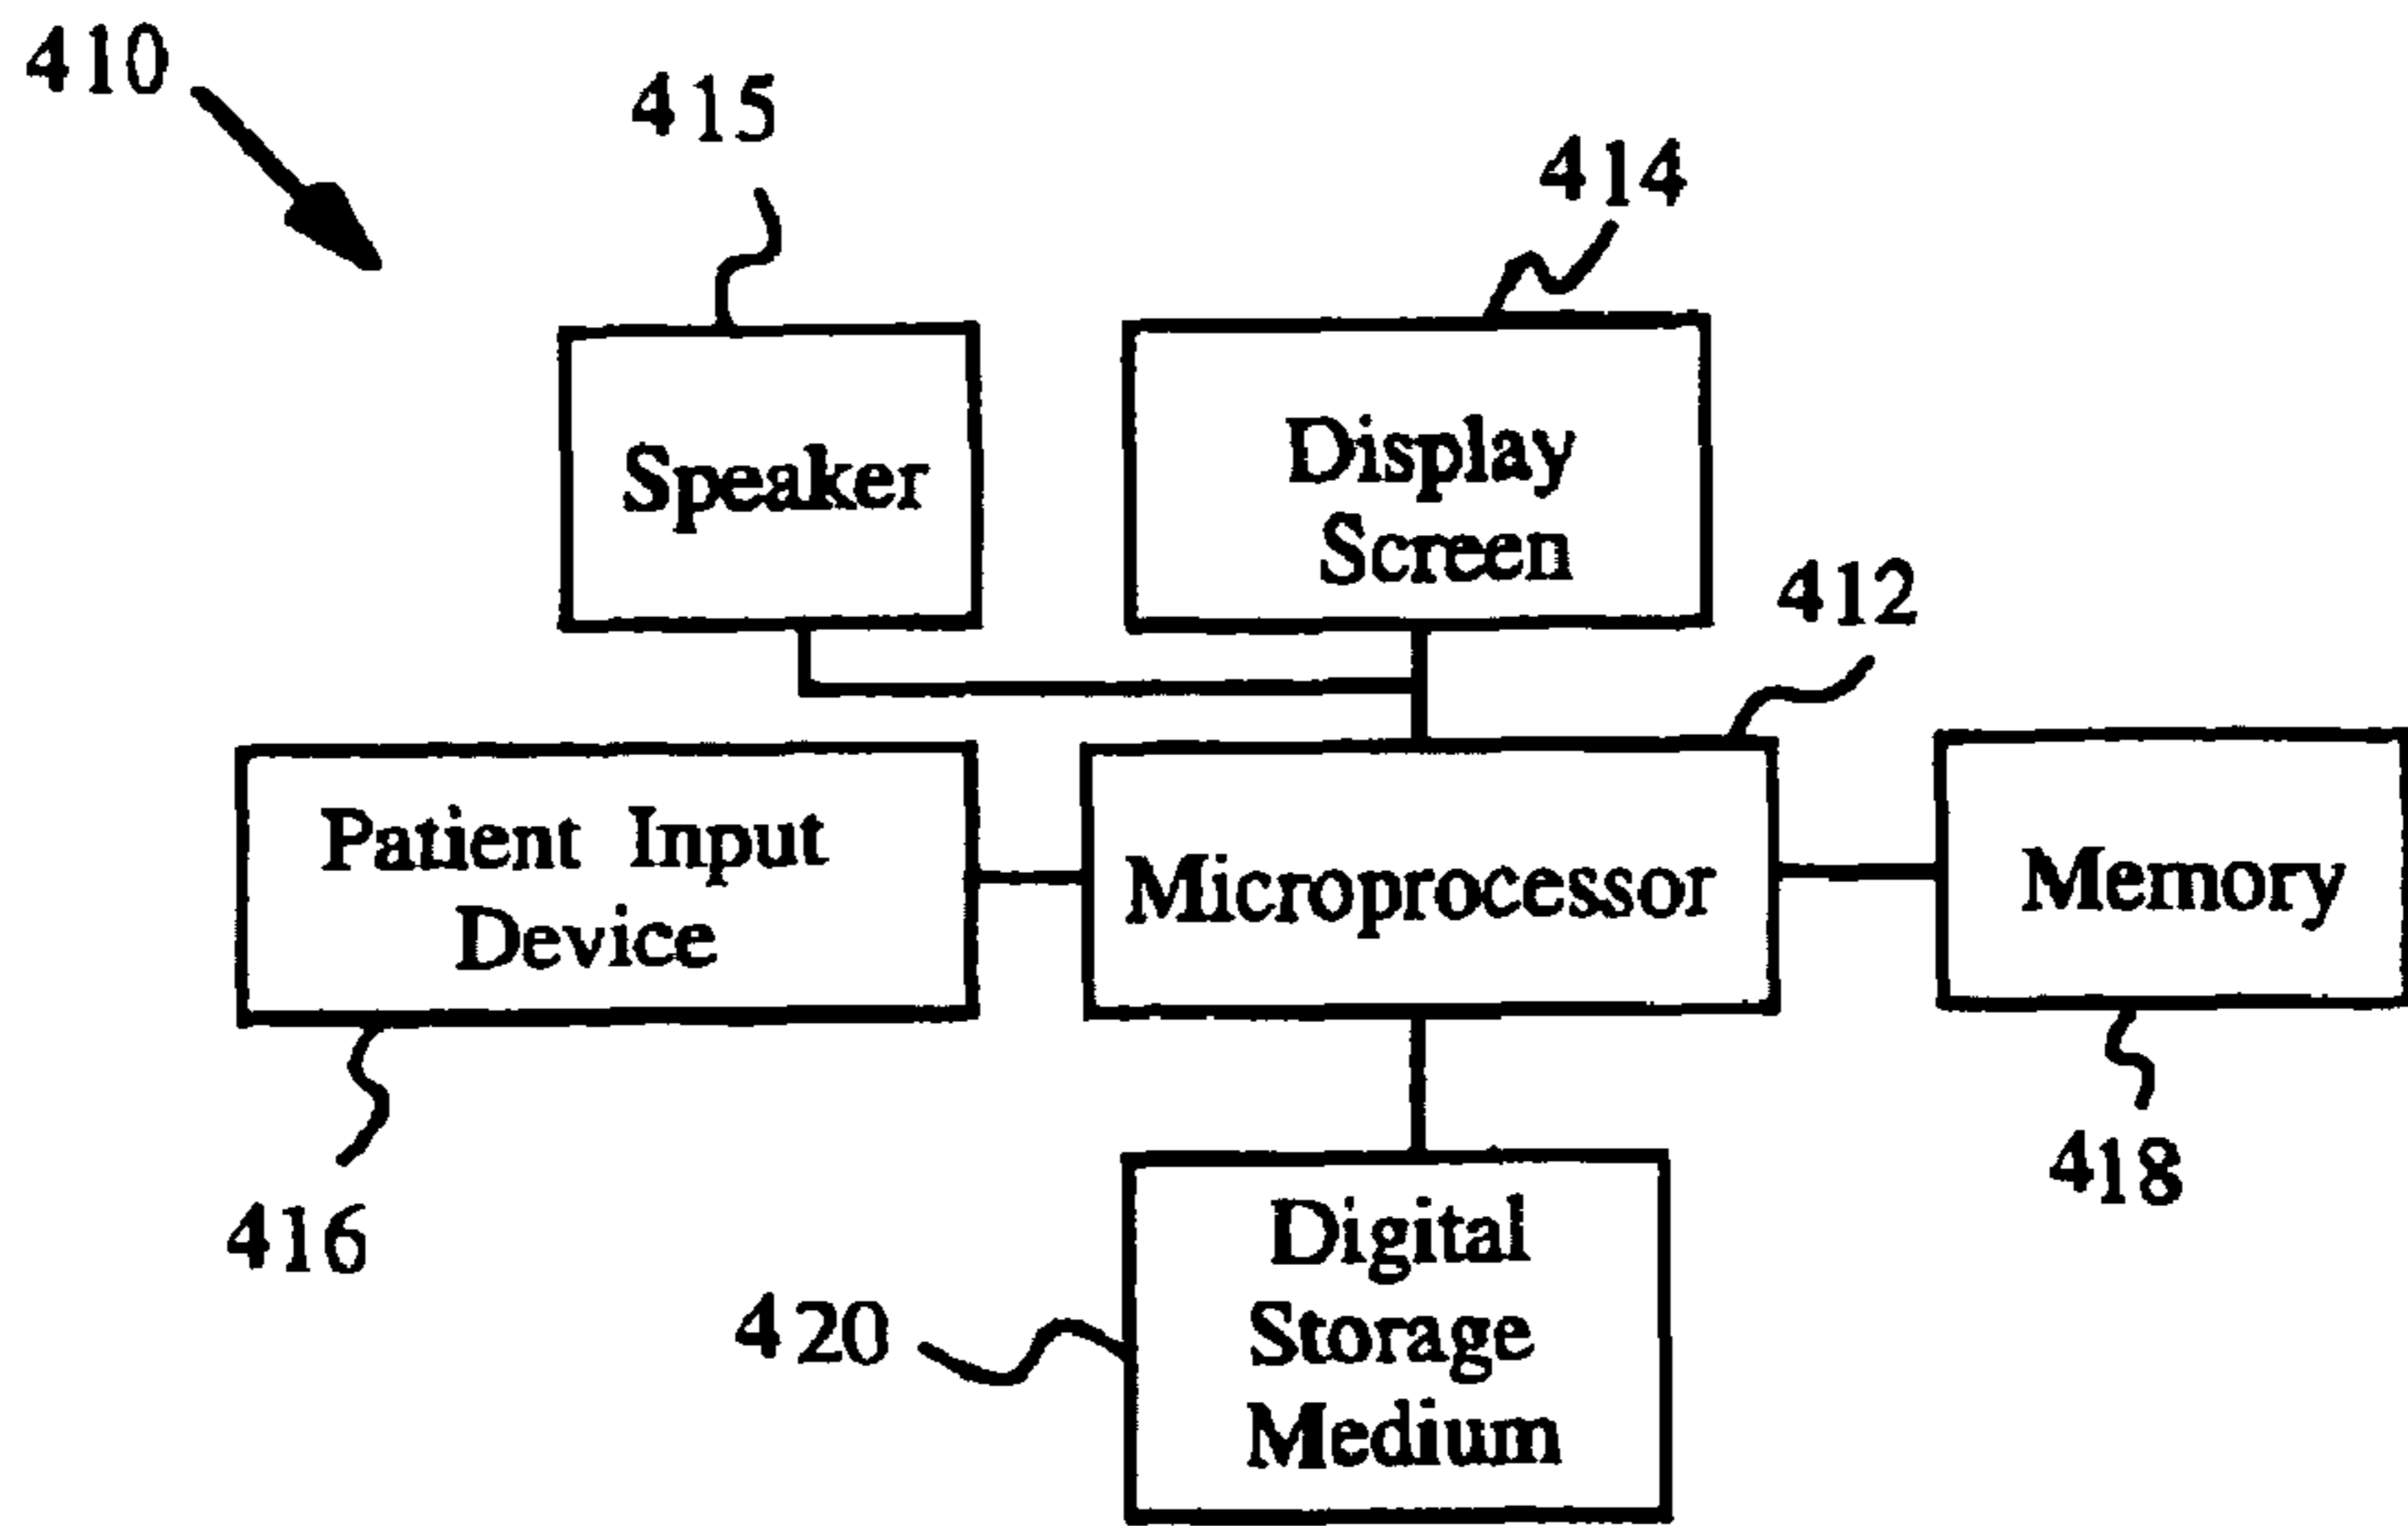 410
415
414
Speaker
Display
Screen
412
Patient Input
Device
Microprocessor
Memory
416
418
420
Digital
Storage
Medium